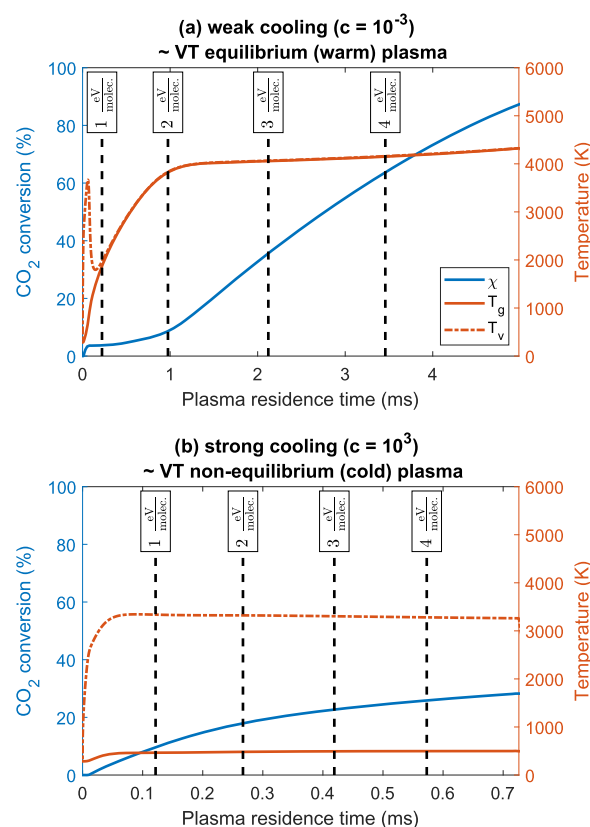 (a) weak cooling (c = 10⁻³)
~ VT equilibrium (warm) plasma
100
80
60
40
20
0
CO₂ conversion (%)
1 eV/molec.
2 eV/molec.
3 eV/molec.
4 eV/molec.
6000
5000
4000
3000
2000
1000
0
Temperature (K)
χ
T_g
T_v
0 1 2 3 4
Plasma residence time (ms)
(b) strong cooling (c = 10³)
~ VT non-equilibrium (cold) plasma
100
80
60
40
20
0
CO₂ conversion (%)
1 eV/molec.
2 eV/molec.
3 eV/molec.
4 eV/molec.
6000
5000
4000
3000
2000
1000
0
Temperature (K)
0 0.1 0.2 0.3 0.4 0.5 0.6 0.7
Plasma residence time (ms)